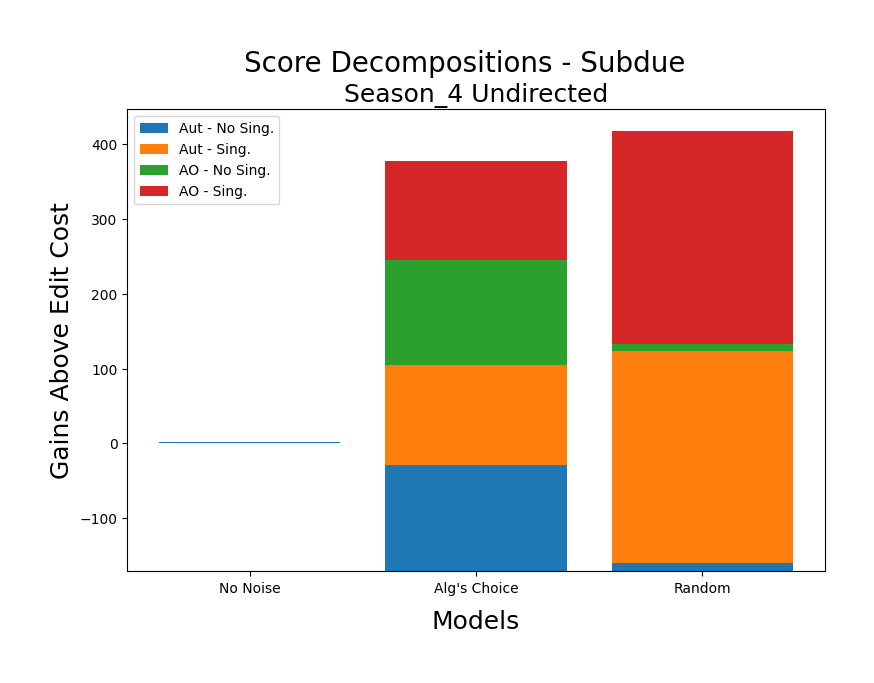 Score Decompositions - Subdue
Season_4 Undirected
Aut - No Sing.
Aut - Sing.
AO - No Sing.
AO - Sing.
Gains Above Edit Cost
400
300
200
100
0
−100
No Noise
Alg's Choice
Random
Models